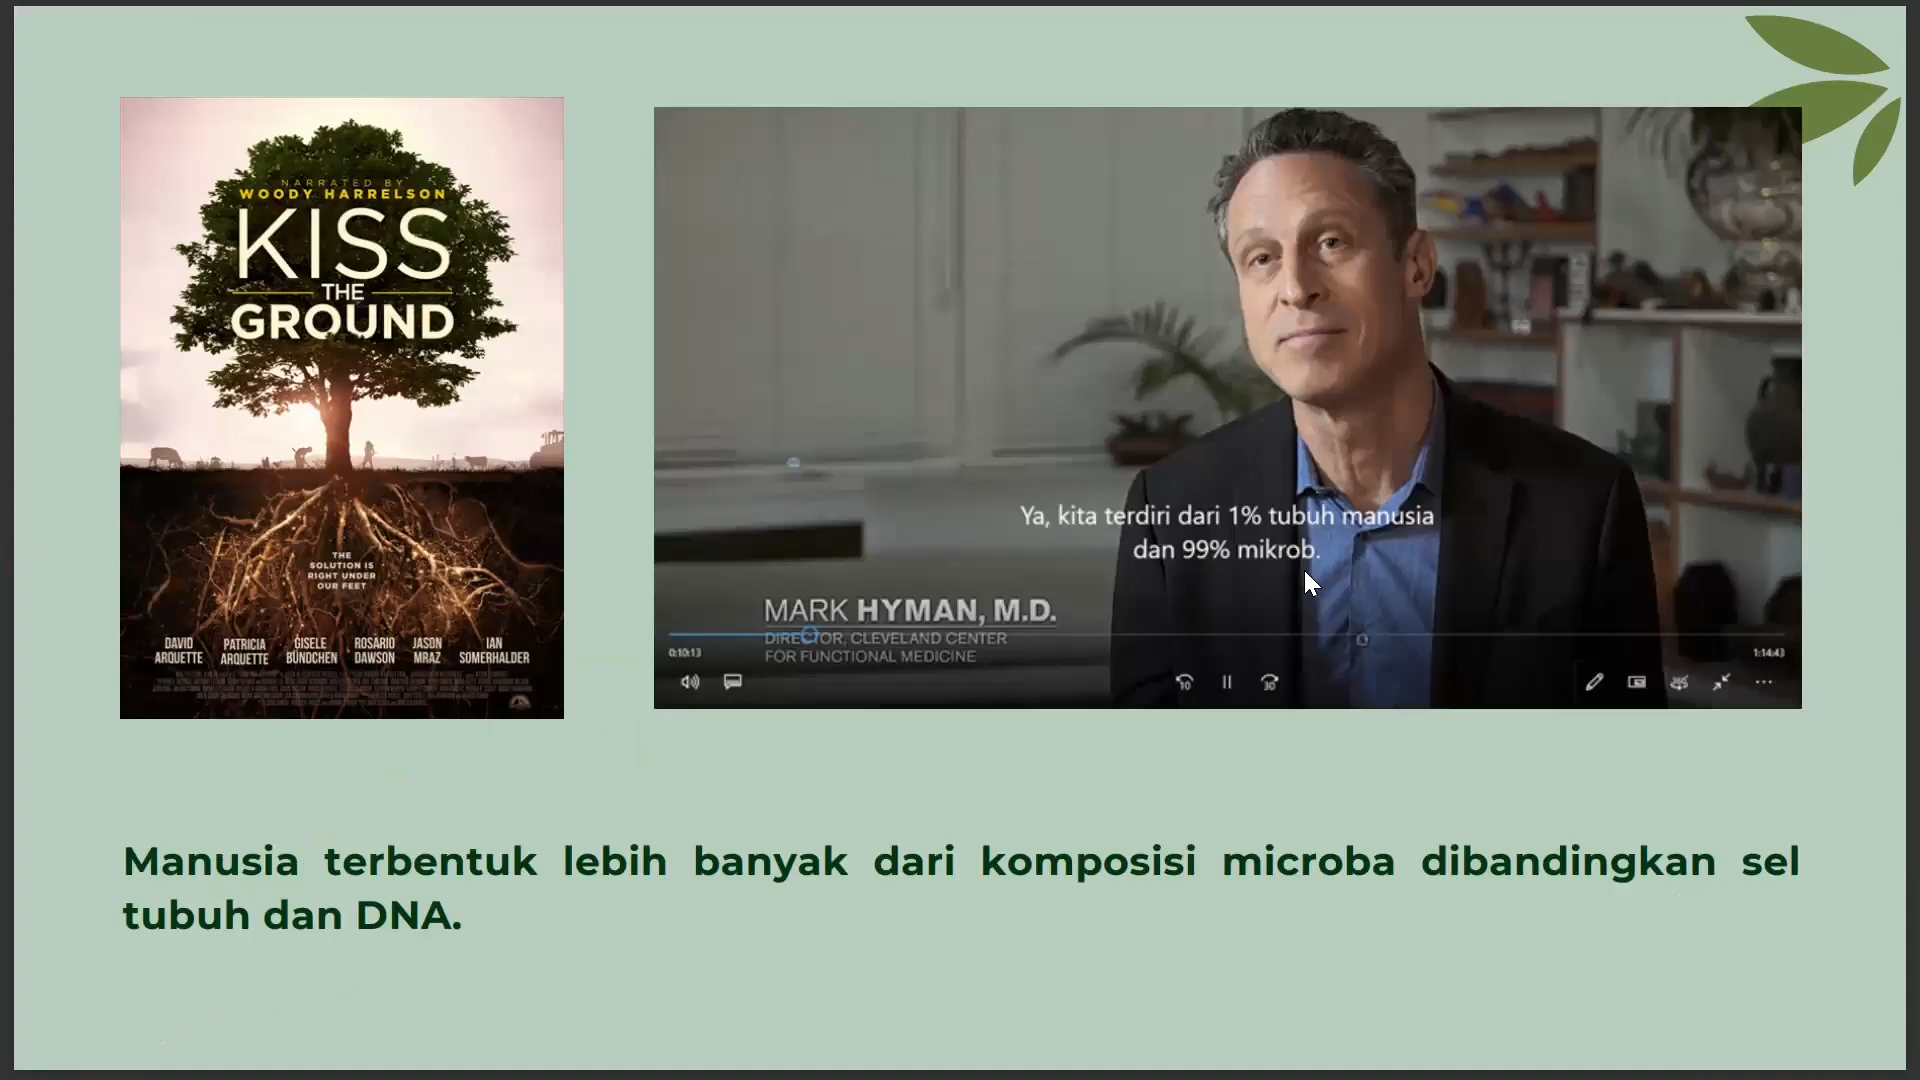 NARRATED BY
WOODY HARRELSON
KISS
THE
GROUND
THE
SOLUTION IS
RIGHT UNDER
OUR FEET
DAVID ARQUETTE
PATRICIA ARQUETTE
GISELE BÜNDCHEN
ROSARIO DAWSON
JASON MRAZ
IAN SOMERHALDER
Ya, kita terdiri dari 1% tubuh manusia
dan 99% mikrob.
MARK HYMAN, M.D.
DIRECTOR, CLEVELAND CENTER
FOR FUNCTIONAL MEDICINE
0:10:13
1:14:43
10
30
Manusia terbentuk lebih banyak dari komposisi microba dibandingkan sel
tubuh dan DNA.